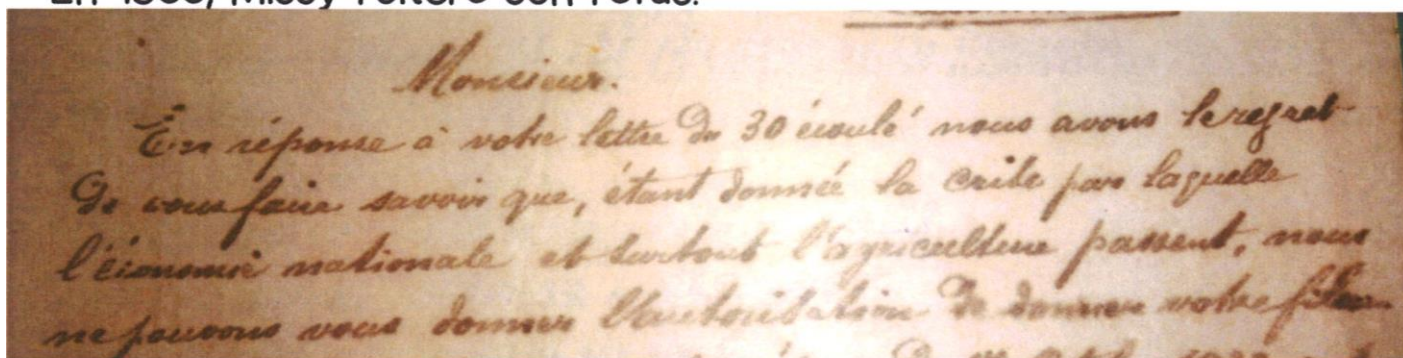 Monsieur.
En réponse à votre lettre du 30 écoulé nous avons le regret
de vous faire savoir que, étant donnée la crise par laquelle
l'économie nationale et surtout l'agriculture passent, nous
ne pouvons vous donner l'autorisation de donner votre